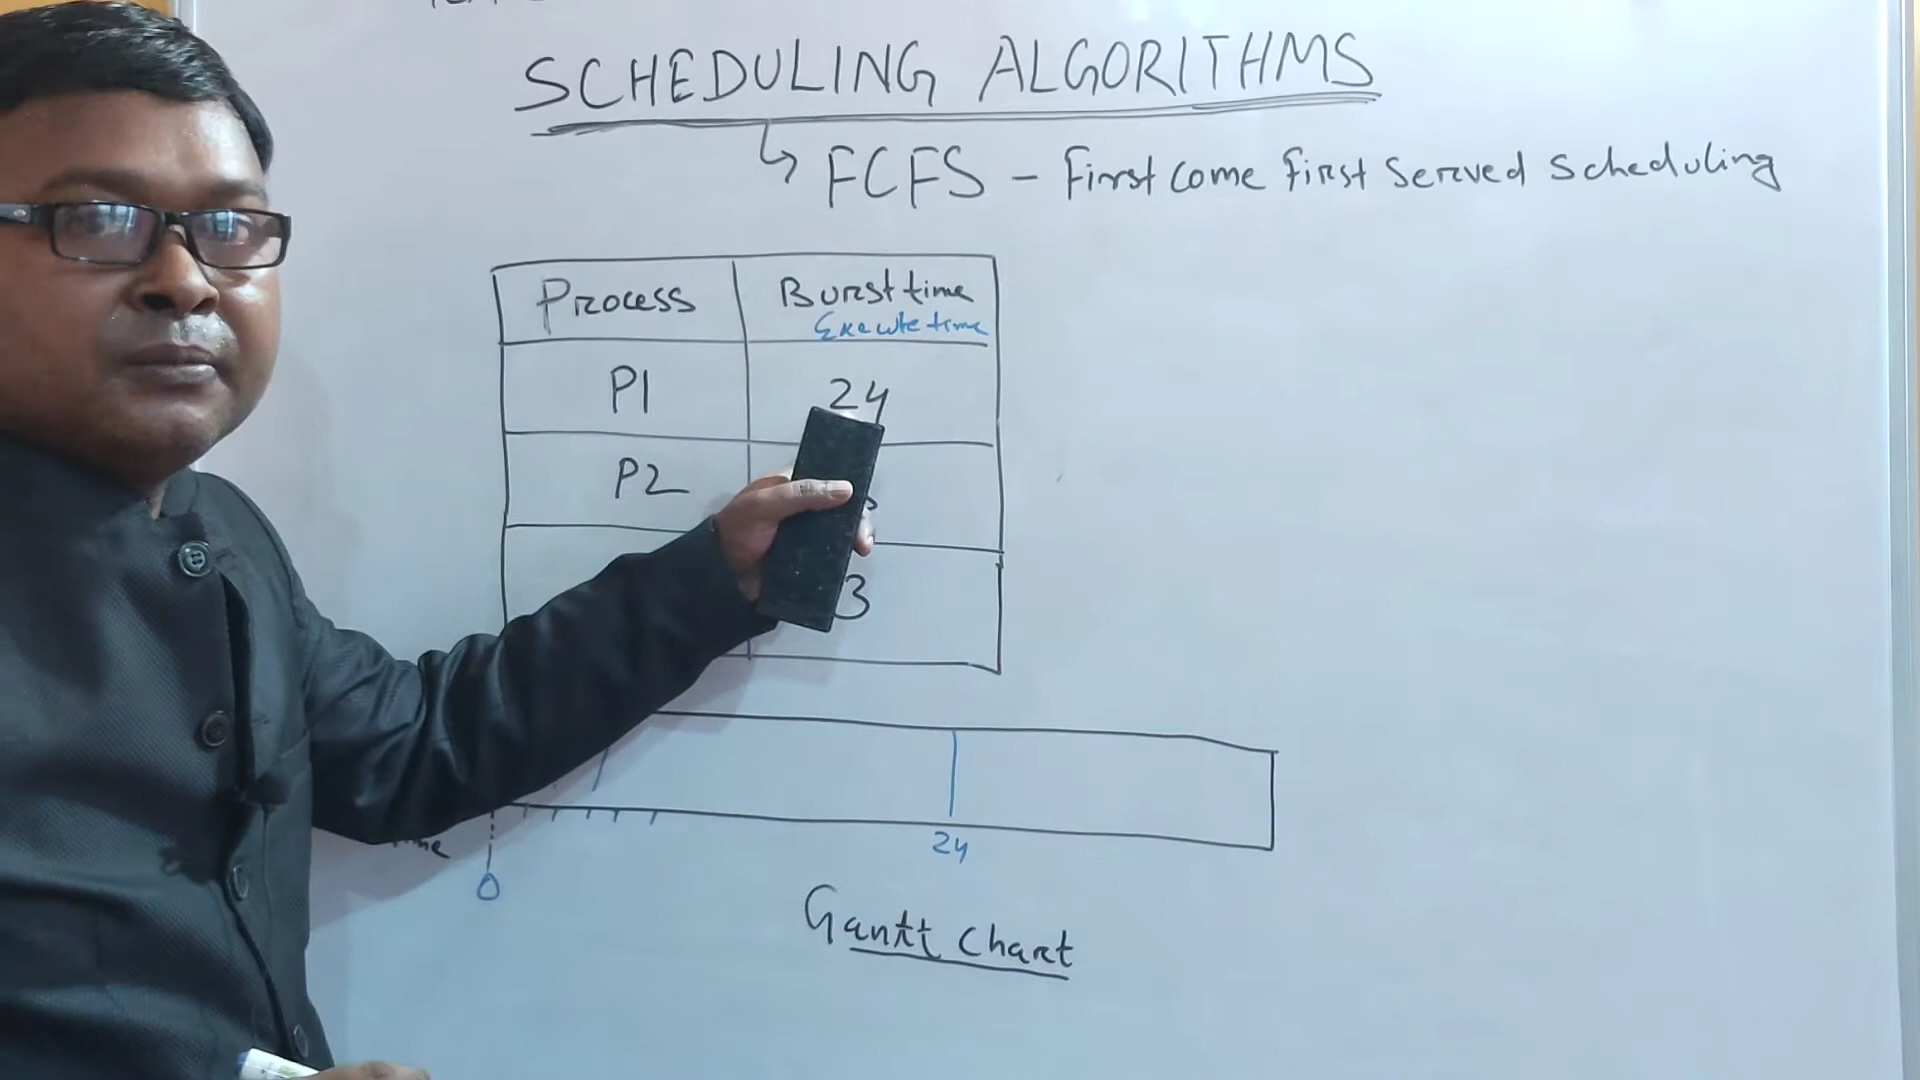 SCHEDULING ALGORITHMS
↳ FCFS - First Come First Served Scheduling
Process Burst time
Execute time
P1 24
P2
3
24
0
Gantt Chart